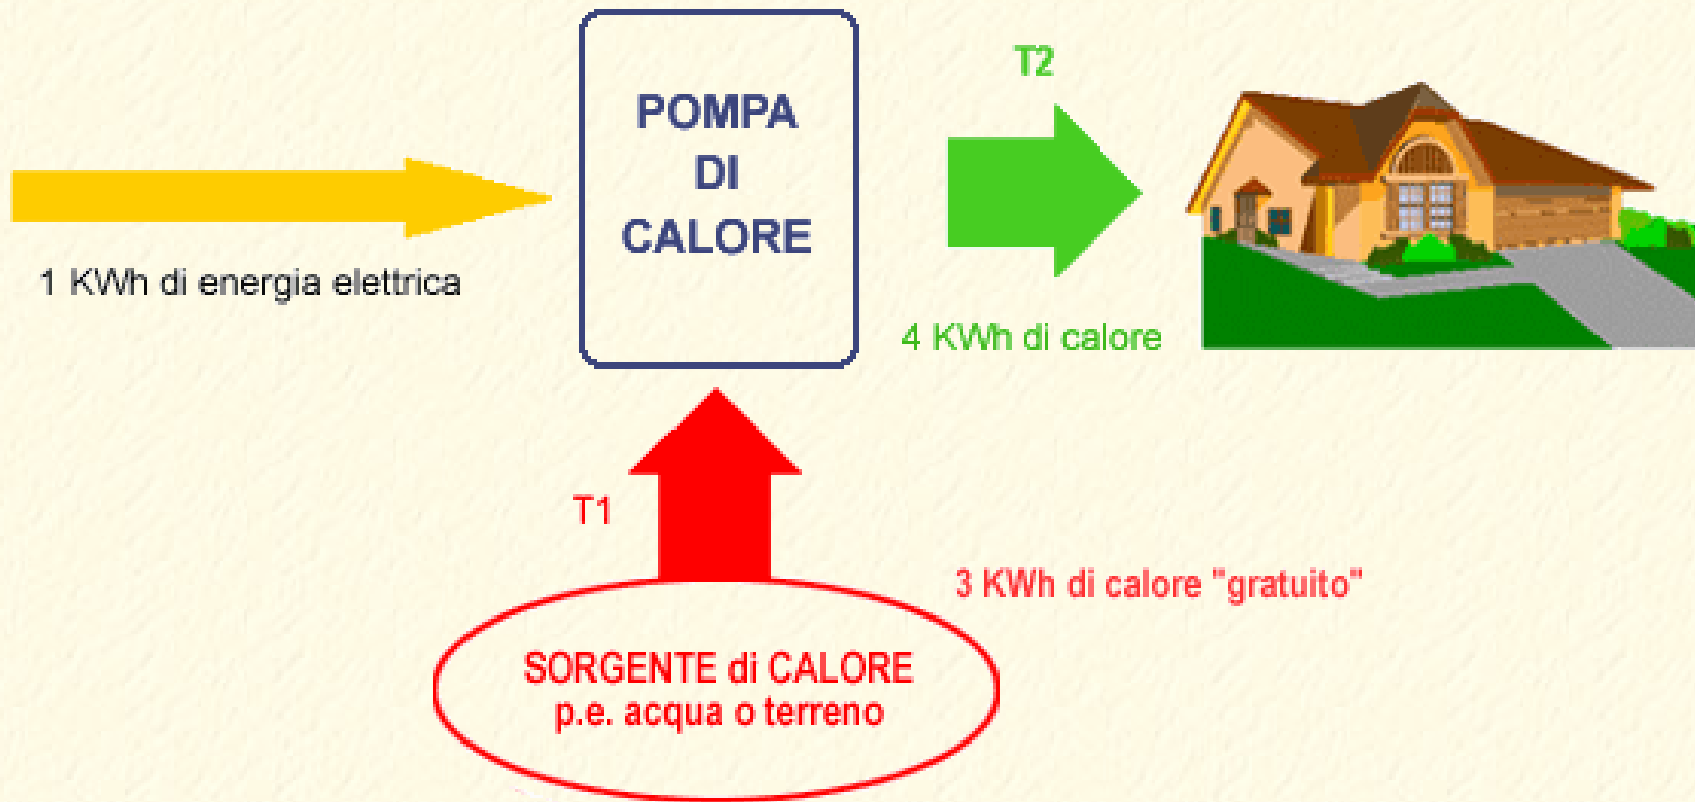 POMPA
DI
CALORE
T2
1 KWh di energia elettrica
4 KWh di calore
T1
3 KWh di calore "gratuito"
SORGENTE di CALORE
p.e. acqua o terreno